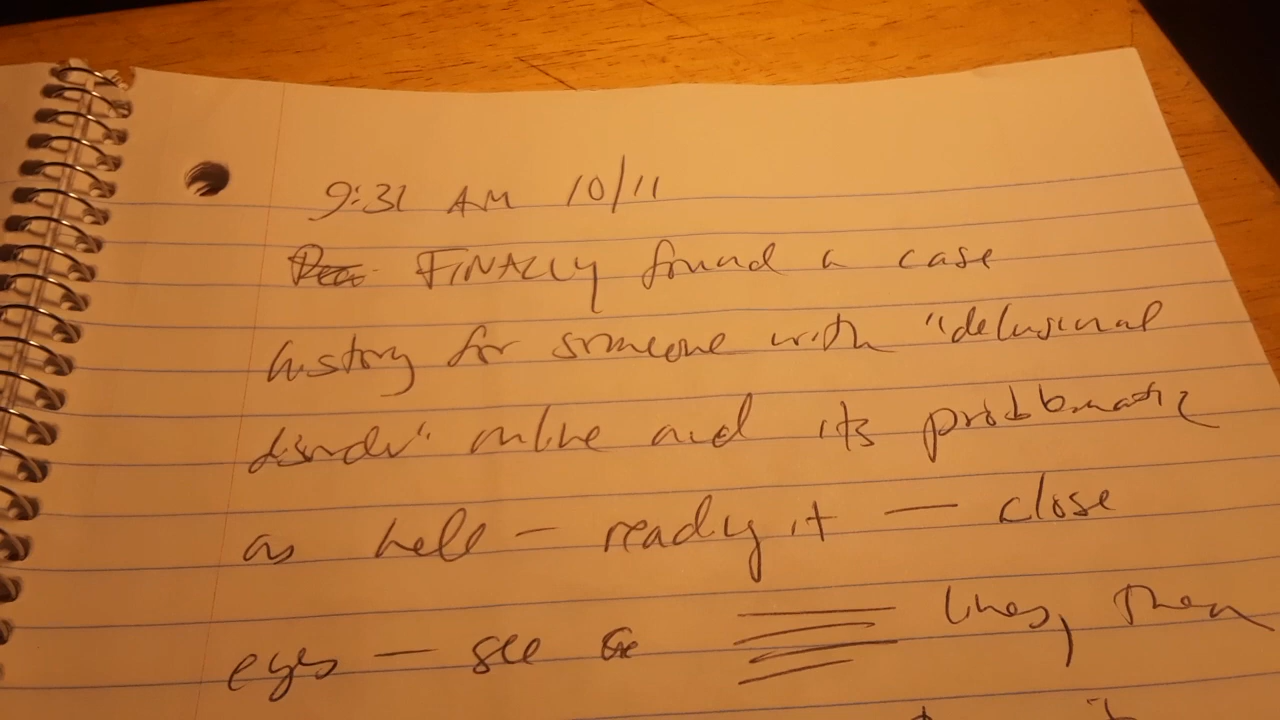 9:31 AM 10/11
FINALLY found a case
history for someone with "delusional
disorder" online and its problematic
as hell – reading it — close
eyes — see lines, then